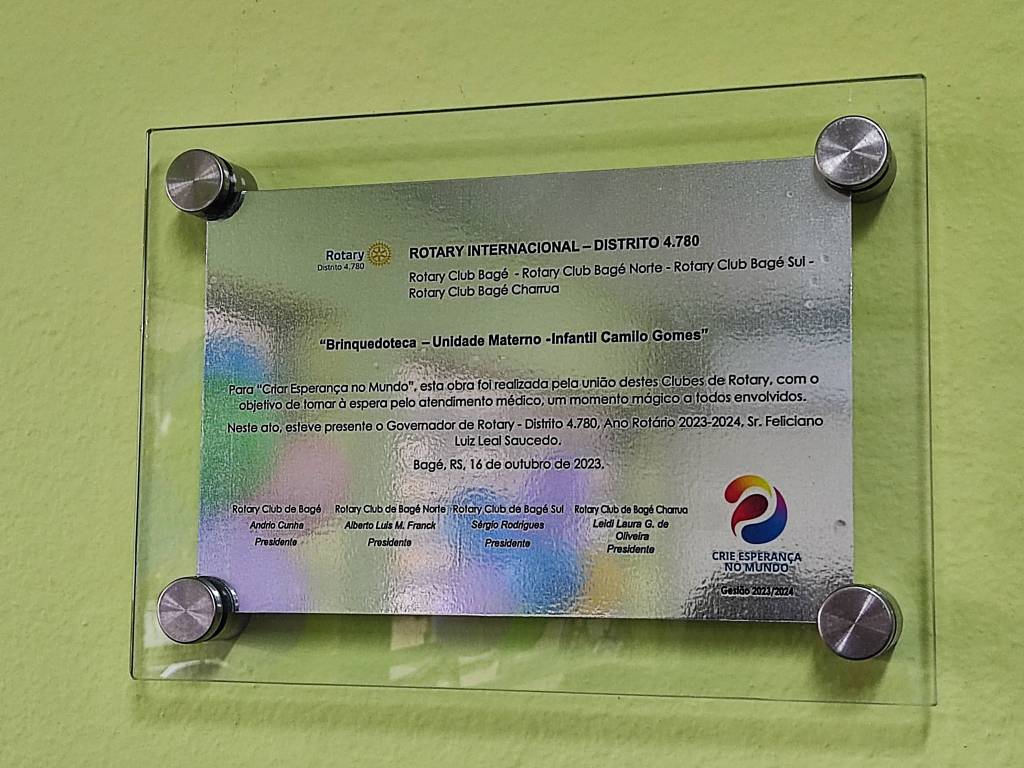 Rotary
Distrito 4.780
ROTARY INTERNACIONAL – DISTRITO 4.780
Rotary Club Bagé - Rotary Club Bagé Norte - Rotary Club Bagé Sul -
Rotary Club Bagé Charrua
“Brinquedoteca – Unidade Materno -Infantil Camilo Gomes”
Para “Criar Esperança no Mundo”, esta obra foi realizada pela união destes Clubes de Rotary, com o
objetivo de tornar à espera pelo atendimento médico, um momento mágico a todos envolvidos.
Neste ato, esteve presente o Governador de Rotary - Distrito 4.780, Ano Rotário 2023-2024, Sr. Feliciano
Luiz Leal Saucedo.
Bagé, RS, 16 de outubro de 2023.
Rotary Club de Bagé
Andrio Cunha
Presidente
Rotary Club de Bagé Norte
Alberto Luis M. Franck
Presidente
Rotary Club de Bagé Sul
Sérgio Rodrigues
Presidente
Rotary Club de Bagé Charrua
Leidi Laura G. de
Oliveira
Presidente
CRIE ESPERANÇA
NO MUNDO
Gestão 2023/2024